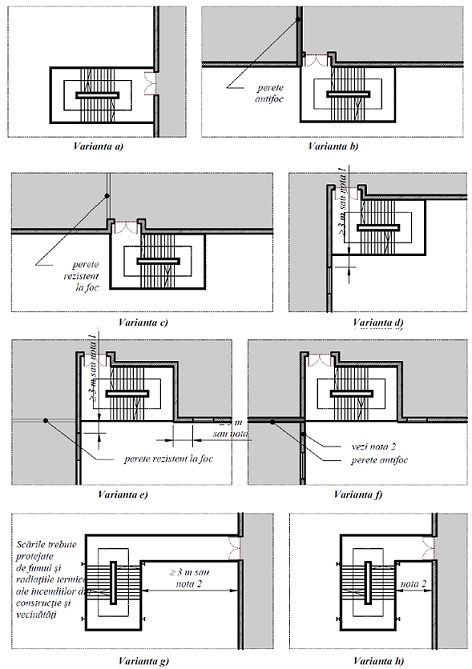 Varianta a)
perete
antifoc
Varianta b)
perete
rezistent
la foc
Varianta c)
≥ 3 m sau nota 1
Varianta d)
≥ 3 m sau nota 1
≥ 3 m
sau nota
perete rezistent la foc
Varianta e)
vezi nota 2
perete antifoc
Varianta f)
Scările trebuie
protejate
de fumul și
radiațiile termice
ale incendiilor din
construcție și
vecinătăți
≥ 3 m sau
nota 2
Varianta g)
nota 2
Varianta h)